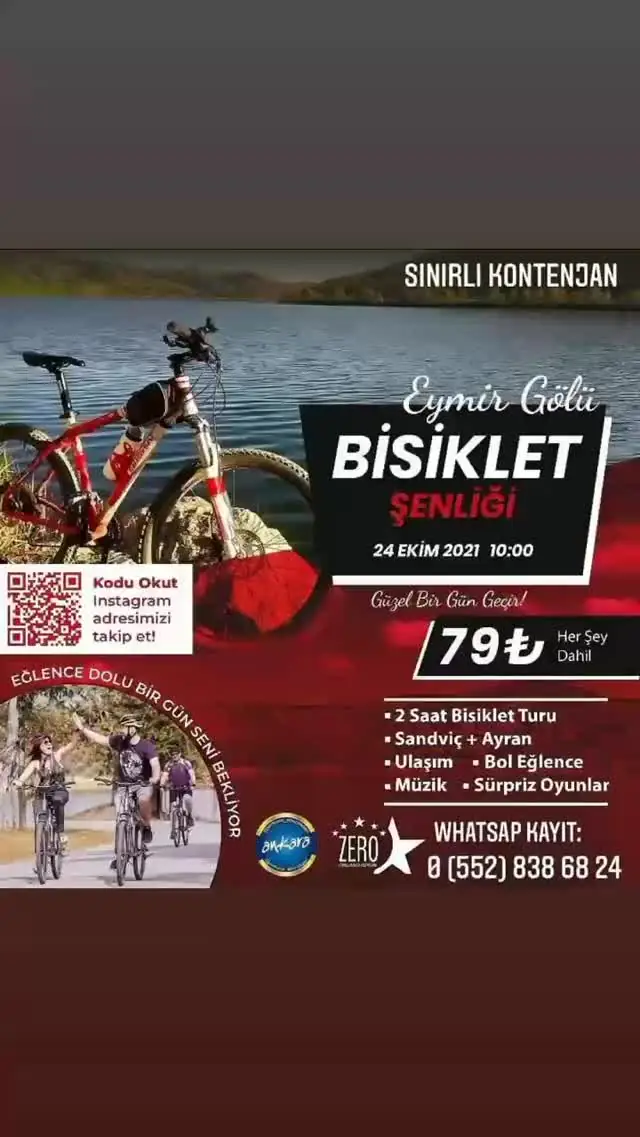 SINIRLI KONTENJAN
Eymir Gölü
BİSİKLET
ŞENLİĞİ
24 EKİM 2021 10:00
Güzel Bir Gün Geçir!
79₺ Her Şey
Dahil
Kodu Okut
Instagram
adresimizi
takip et!
EĞLENCE DOLU BİR GÜN SENİ BEKLİYOR
▪ 2 Saat Bisiklet Turu
▪ Sandviç + Ayran
▪ Ulaşım ▪ Bol Eğlence
▪ Müzik ▪ Sürpriz Oyunlar
ankara
ZERO
WHATSAP KAYIT:
0 (552) 838 68 24